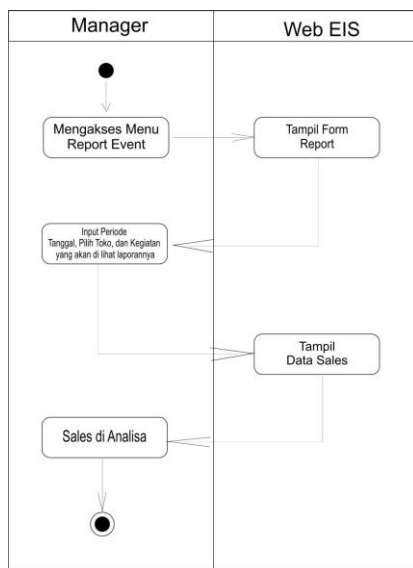 Manager
Web EIS
Mengakses Menu
Report Event
Tampil Form
Report
Input Periode
Tanggal, Pilih Toko, dan Kegiatan
yang akan di lihat laporannya
Tampil
Data Sales
Sales di Analisa